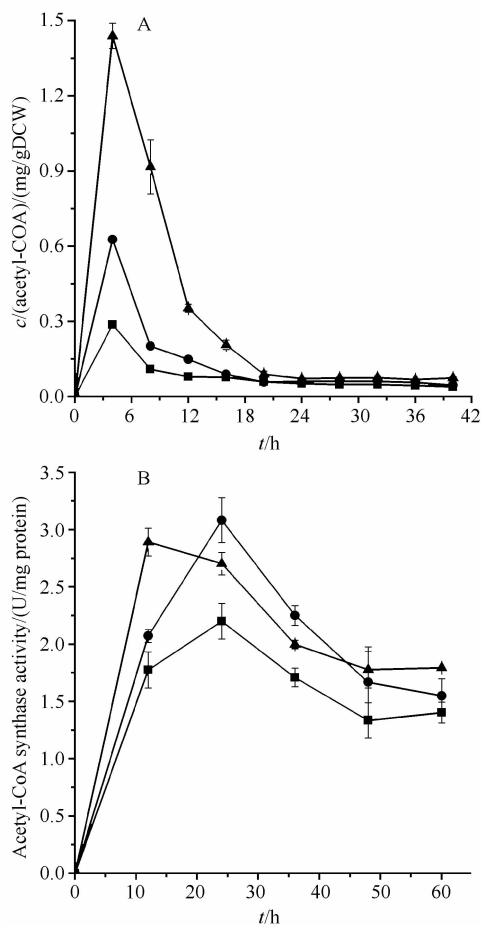 A
1.5
1.2
0.9
0.6
0.3
0.0
c/(acetyl-COA)/(mg/gDCW)
0 6 12 18 24 30 36 42
t/h
B
3.5
3.0
2.5
2.0
1.5
1.0
0.5
0.0
Acetyl-CoA synthase activity/(U/mg protein)
0 10 20 30 40 50 60
t/h